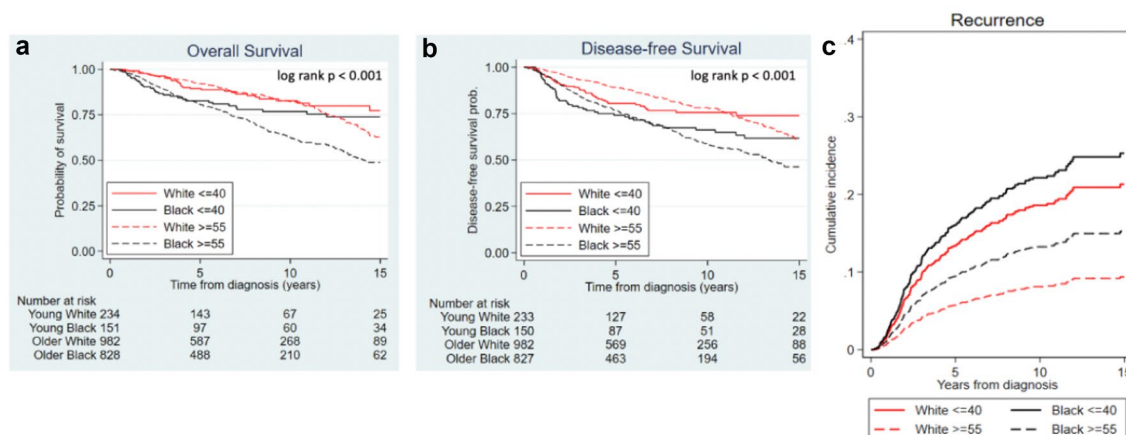 a
Overall Survival
log rank p < 0.001
Probability of survival
1.00
0.75
0.50
0.25
0.00
White <=40
Black <=40
White >=55
Black >=55
0 5 10 15
Time from diagnosis (years)
Number at risk
Young White 234 143 67 25
Young Black 151 97 60 34
Older White 982 587 268 89
Older Black 828 488 210 62
b
Disease-free Survival
log rank p < 0.001
Disease-free survival prob.
1.00
0.75
0.50
0.25
0.00
White <=40
Black <=40
White >=55
Black >=55
0 5 10 15
Time from diagnosis (years)
Number at risk
Young White 233 127 58 22
Young Black 150 87 51 28
Older White 982 569 256 88
Older Black 827 463 194 56
c
Recurrence
Cumulative incidence
.4
.3
.2
.1
0
0 5 10 15
Years from diagnosis
White <=40 Black <=40
White >=55 Black >=55